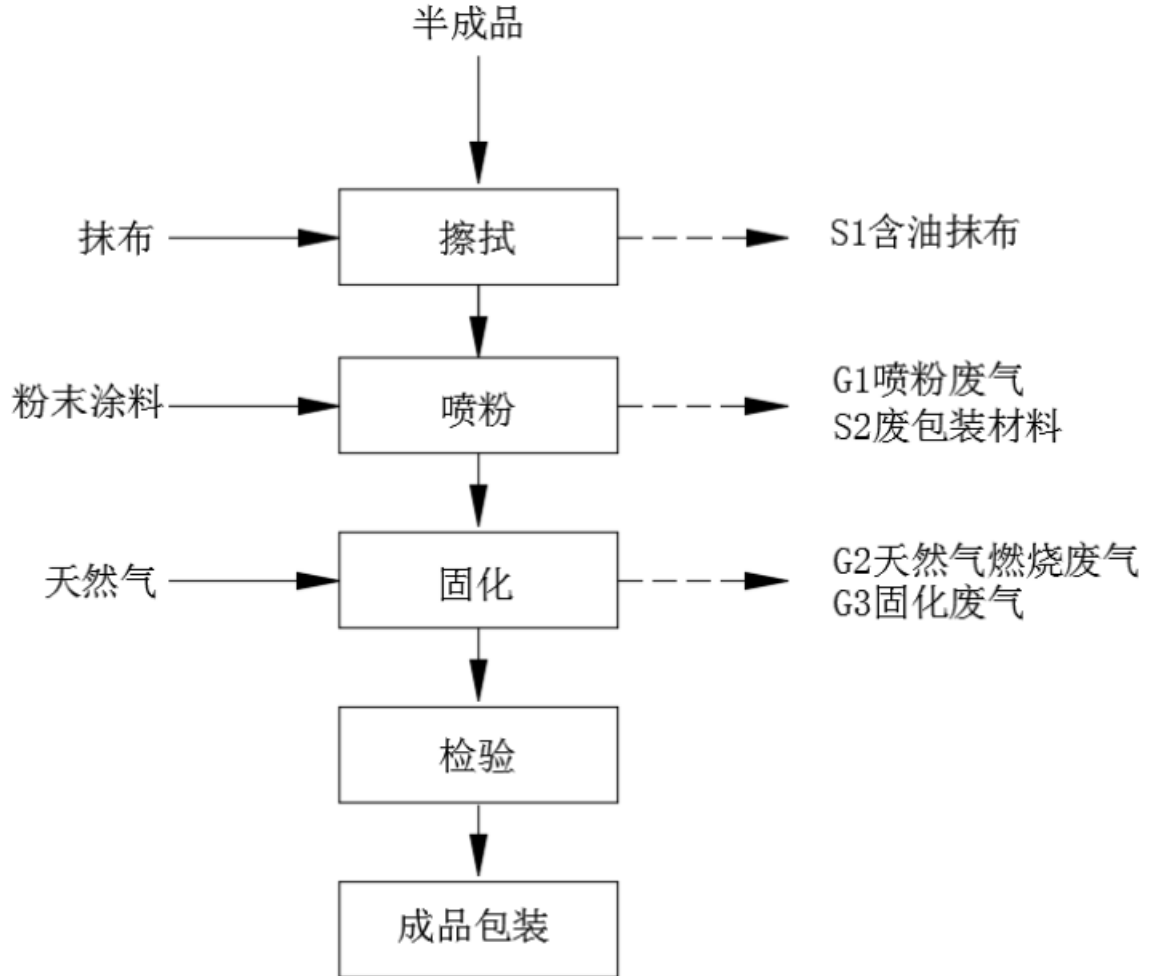 半成品
抹布
擦拭
S1含油抹布
粉末涂料
喷粉
G1喷粉废气
S2废包装材料
天然气
固化
G2天然气燃烧废气
G3固化废气
检验
成品包装